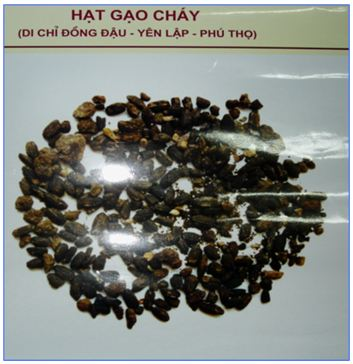 HẠT GẠO CHÁY
(DI CHỈ ĐỒNG ĐẬU - YÊN LẬP - PHÚ THỌ)